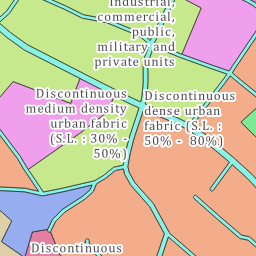 Industrial,
commercial,
public,
military and
private units
Discontinuous
medium density
urban fabric
(S.L. : 30% -
50%)
Discontinuous
dense urban
fabric (S.L. :
50% -  80%)
Discontinuous